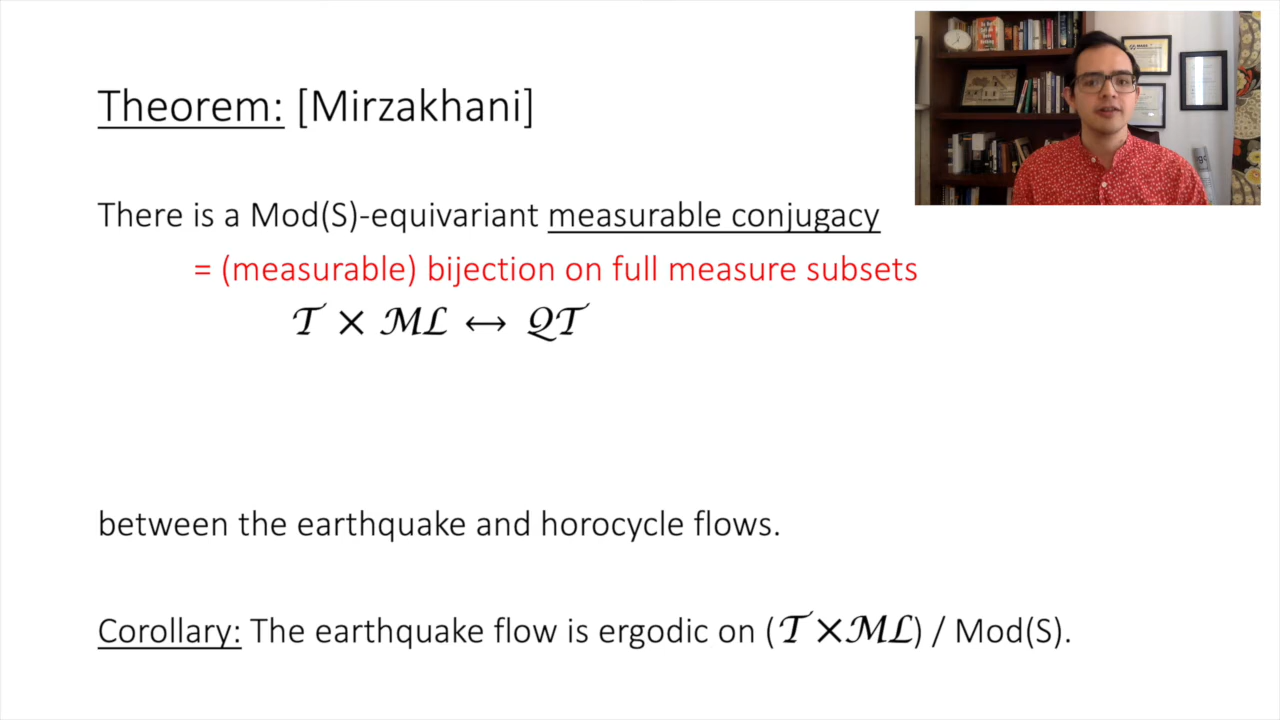 Theorem: [Mirzakhani]
There is a Mod(S)-equivariant measurable conjugacy
= (measurable) bijection on full measure subsets
𝒯 × ℳℒ ↔ 𝒬𝒯
between the earthquake and horocycle flows.
Corollary: The earthquake flow is ergodic on (𝒯 ×ℳℒ) / Mod(S).